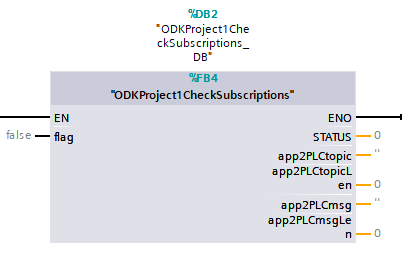 %DB2
"ODKProject1Che
ckSubscriptions_
DB"
%FB4
"ODKProject1CheckSubscriptions"
EN ENO
false flag STATUS 0
app2PLCtopic ''
app2PLCtopicL
en 0
app2PLCmsg ''
app2PLCmsgLe
n 0